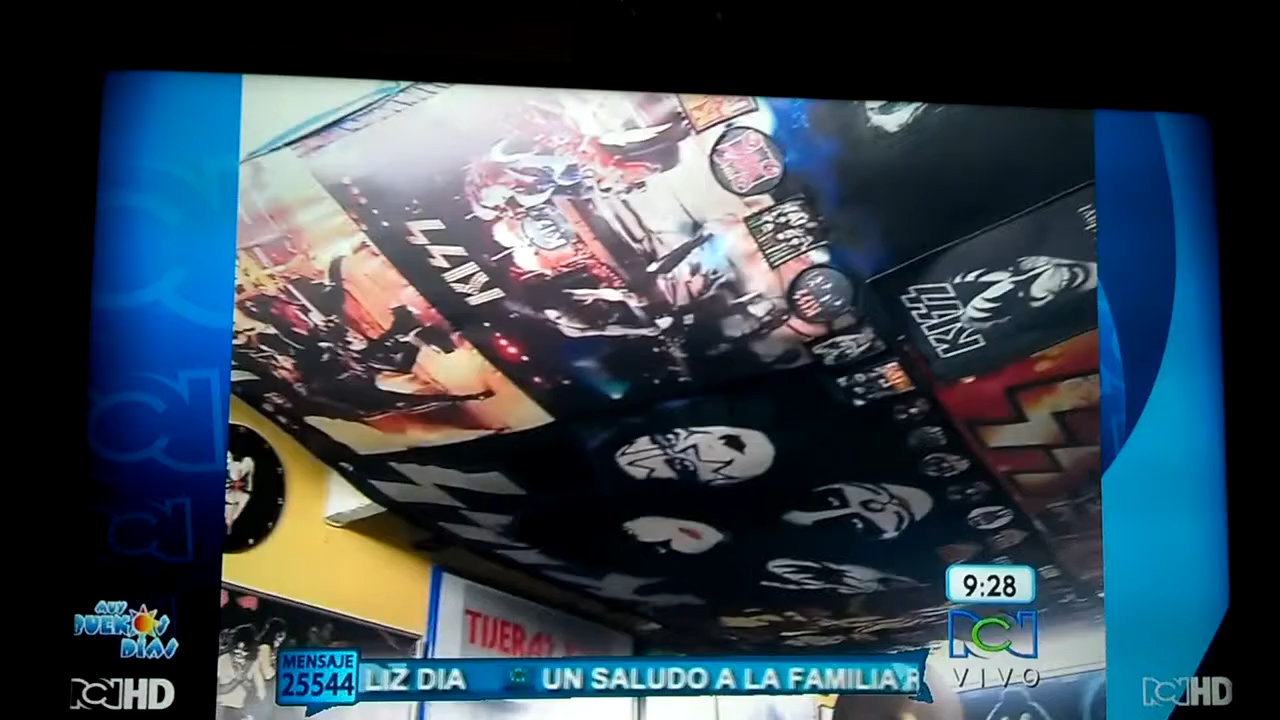 KISS
KISS
KISS
TIJERA
9:28
RCN
VIVO
MUY
BUENOS
DÍAS
RCN HD
MENSAJE
25544
LIZ DIA
UN SALUDO A LA FAMILIA
RCN HD